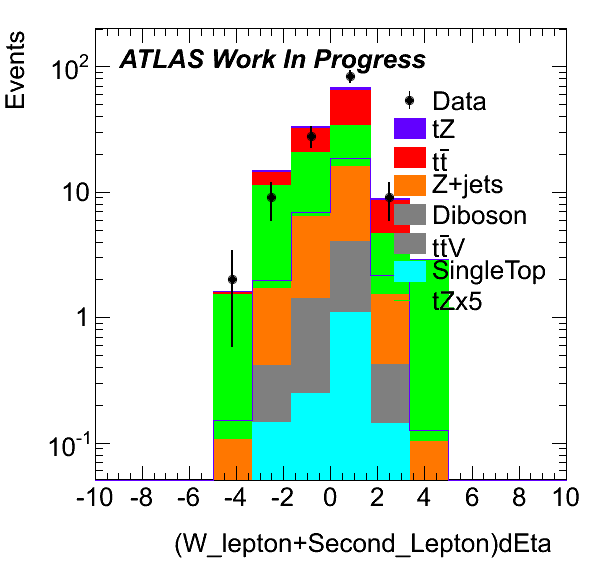 Events
ATLAS Work In Progress
10²
10
1
10⁻¹
Data
tZ
tt̄
Z+jets
Diboson
tt̄V
SingleTop
tZx5
-10 -8 -6 -4 -2 0 2 4 6 8 10
(W_lepton+Second_Lepton)dEta